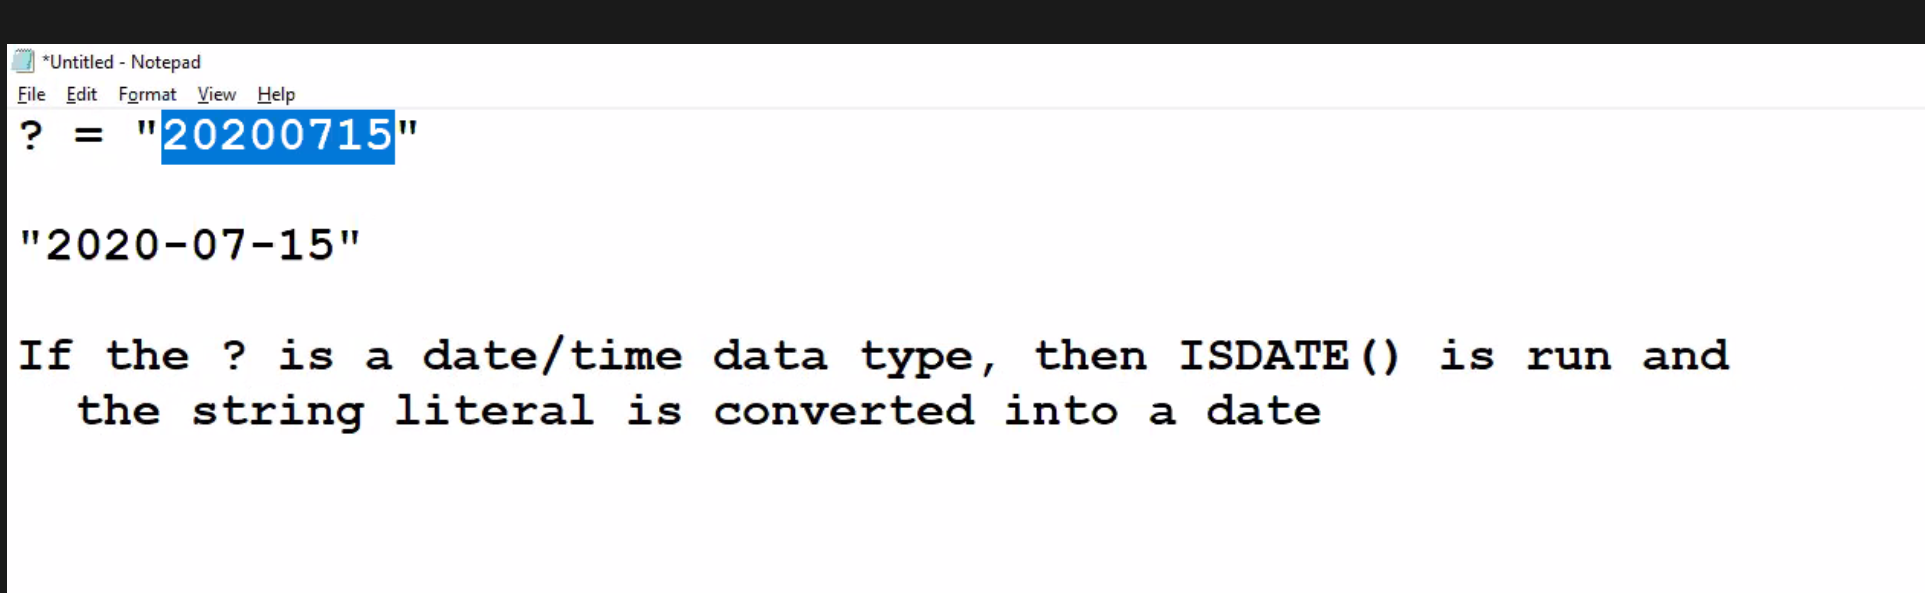 *Untitled - Notepad
File Edit Format View Help
? = "20200715"
"2020-07-15"
If the ? is a date/time data type, then ISDATE() is run and
the string literal is converted into a date